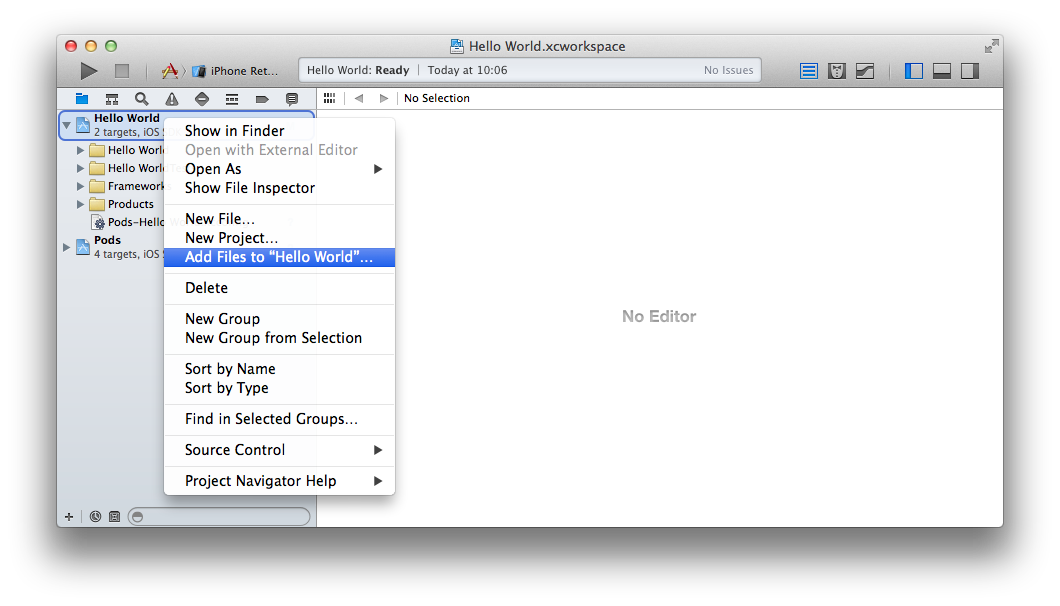 Hello World.xcworkspace
iPhone Ret...
Hello World: Ready
Today at 10:06
No Issues
No Selection
Hello World
2 targets, iOS
Hello
Hello
Frameworks
Products
Pods-Hello
Pods
4 targets, iOS
Show in Finder
Open with External Editor
Open As
Show File Inspector
New File...
New Project...
Add Files to “Hello World”...
Delete
New Group
New Group from Selection
Sort by Name
Sort by Type
Find in Selected Groups...
Source Control
Project Navigator Help
No Editor